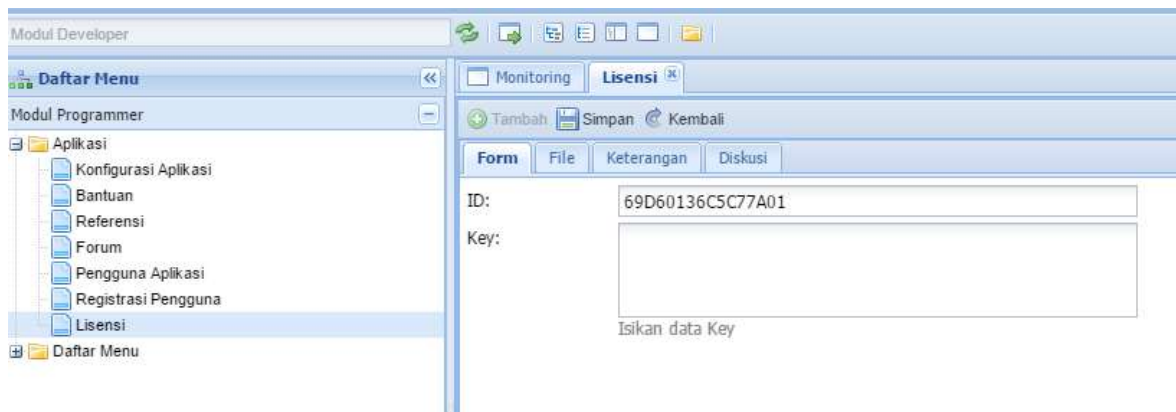 Modul Developer
Daftar Menu
Modul Programmer
Aplikasi
Konfigurasi Aplikasi
Bantuan
Referensi
Forum
Pengguna Aplikasi
Registrasi Pengguna
Lisensi
Daftar Menu
Monitoring Lisensi
Tambah Simpan Kembali
Form File Keterangan Diskusi
ID: 69D60136C5C77A01
Key:
Isikan data Key